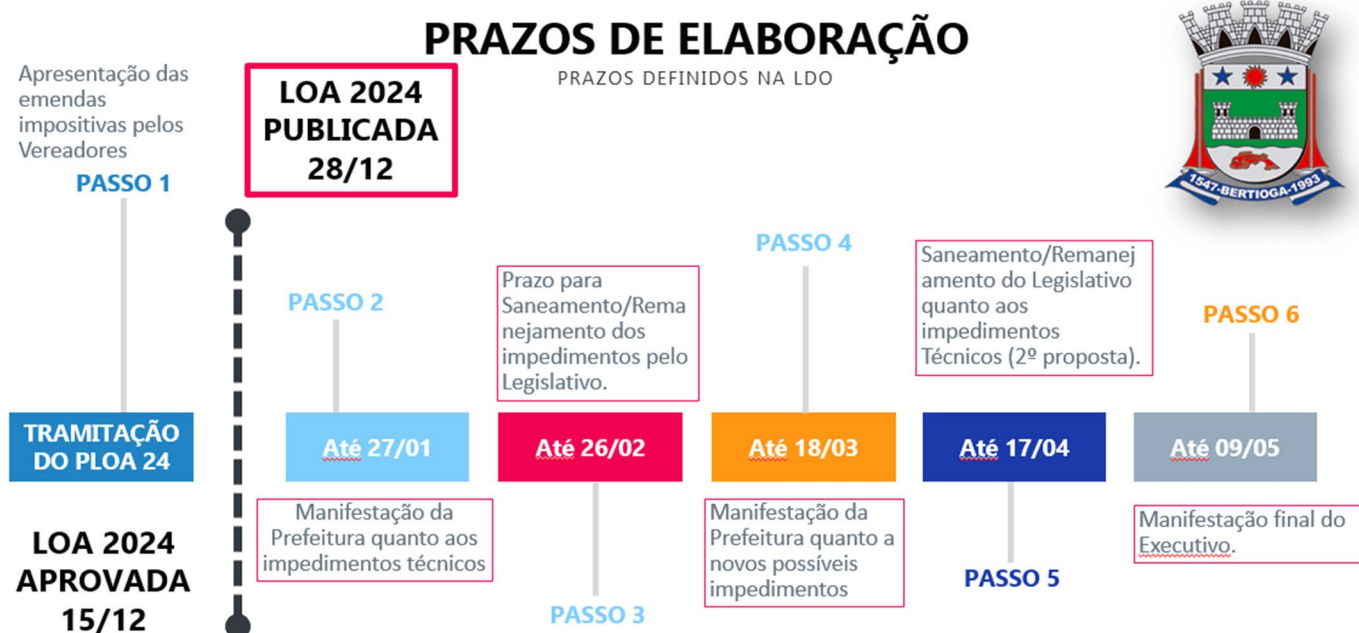 PRAZOS DE ELABORAÇÃO
PRAZOS DEFINIDOS NA LDO
Apresentação das
emendas
impositivas pelos
Vereadores
PASSO 1
LOA 2024
PUBLICADA
28/12
1547-BERTIOGA-1993
TRAMITAÇÃO
DO PLOA 24
LOA 2024
APROVADA
15/12
PASSO 2
Até 27/01
Manifestação da
Prefeitura quanto aos
impedimentos técnicos
Prazo para
Saneamento/Rema
nejamento dos
impedimentos pelo
Legislativo.
Até 26/02
PASSO 3
PASSO 4
Até 18/03
Manifestação da
Prefeitura quanto a
novos possíveis
impedimentos
Saneamento/Remanej
amento do Legislativo
quanto aos
impedimentos
Técnicos (2º proposta).
Até 17/04
PASSO 5
PASSO 6
Até 09/05
Manifestação final do
Executivo.